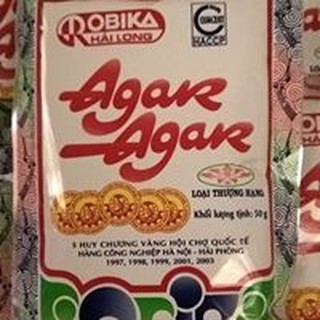 ROBIKA
HẢI LONG
HACCP
Agar
Agar
LOẠI THƯỢNG HẠNG
Khối lượng tịnh: 50g
5 HUY CHƯƠNG VÀNG HỘI CHỢ QUỐC TẾ
HÀNG CÔNG NGHIỆP HÀ NỘI - HẢI PHÒNG
1997, 1998, 1999, 2001, 2003